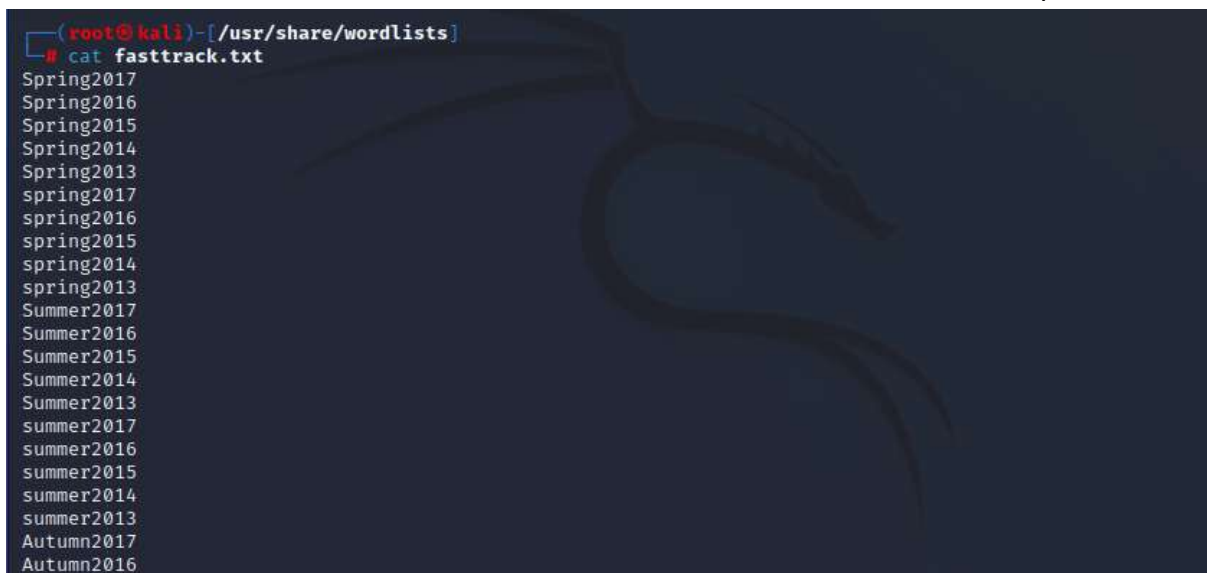 ┌──(root㉿kali)-[/usr/share/wordlists]
└─# cat fasttrack.txt
Spring2017
Spring2016
Spring2015
Spring2014
Spring2013
spring2017
spring2016
spring2015
spring2014
spring2013
Summer2017
Summer2016
Summer2015
Summer2014
Summer2013
summer2017
summer2016
summer2015
summer2014
summer2013
Autumn2017
Autumn2016